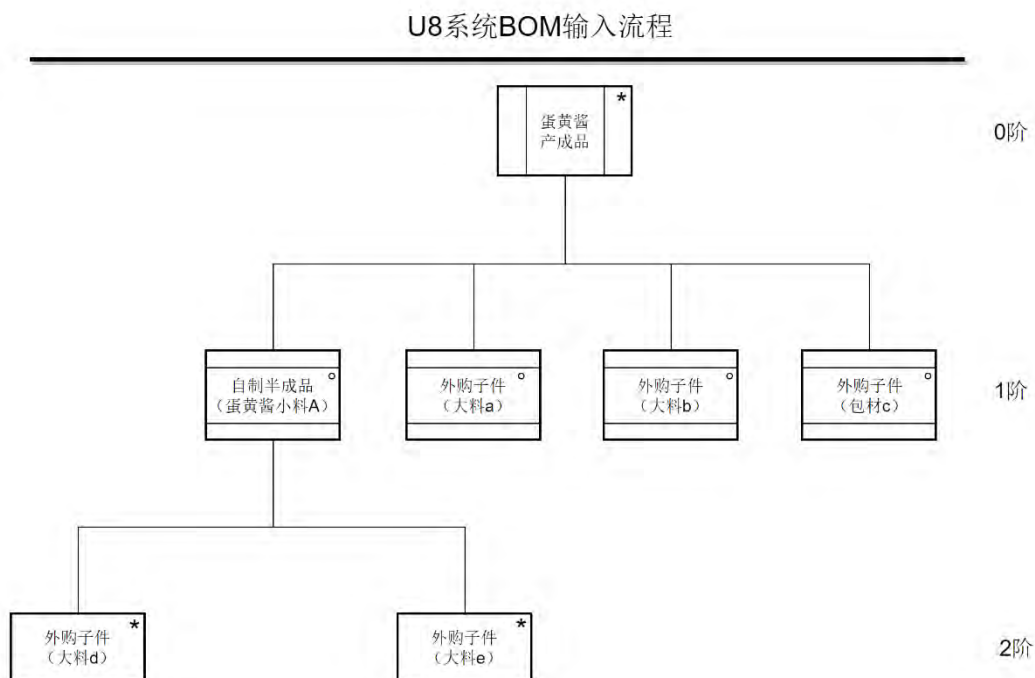 U8系统BOM输入流程
*
蛋黄酱
产成品
0阶
自制半成品
（蛋黄酱小料A）
外购子件
（大料a）
外购子件
（大料b）
外购子件
（包材c）
1阶
*
外购子件
（大料d）
*
外购子件
（大料e）
2阶